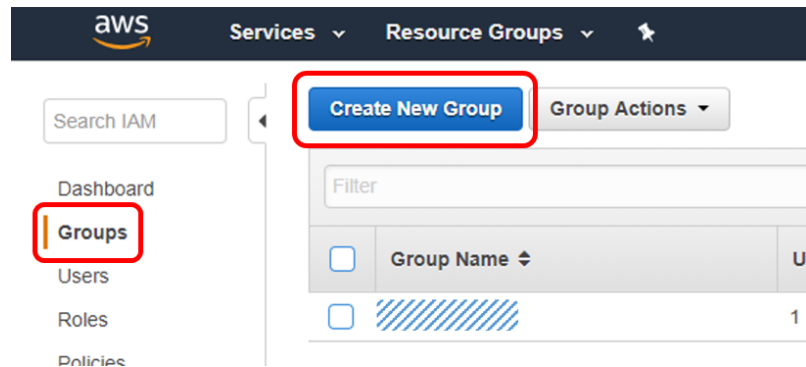 aws
Services
Resource Groups
Search IAM
Create New Group
Group Actions
Dashboard
Groups
Users
Roles
Policies
Filter
Group Name
U
1